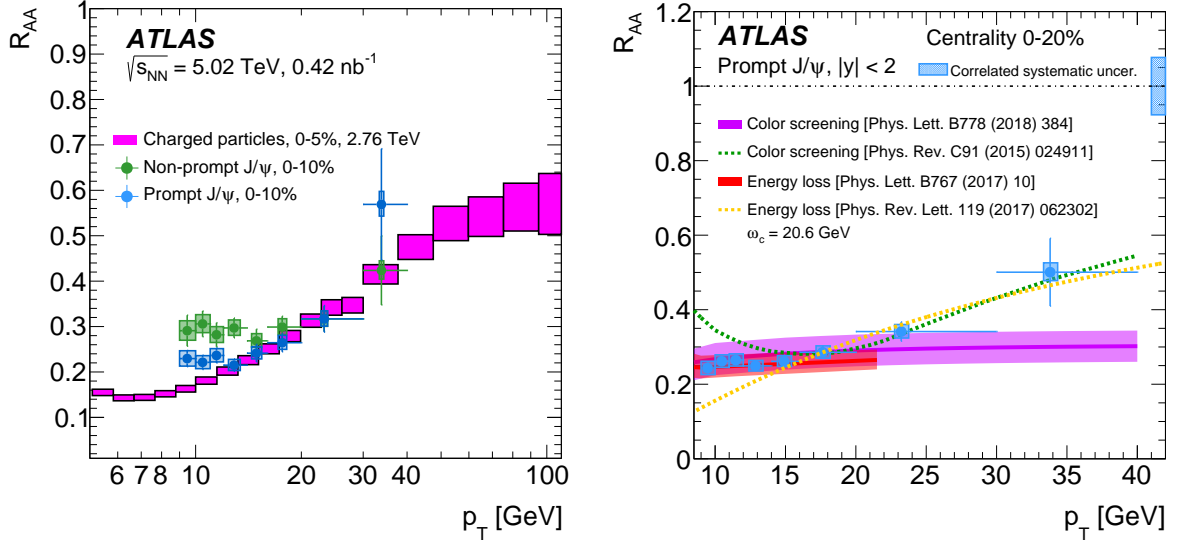 R_AA
1
0.9
0.8
0.7
0.6
0.5
0.4
0.3
0.2
0.1
ATLAS
√s_NN = 5.02 TeV, 0.42 nb⁻¹
Charged particles, 0-5%, 2.76 TeV
Non-prompt J/ψ, 0-10%
Prompt J/ψ, 0-10%
6 7 8 10 20 30 40 100
p_T [GeV]
R_AA
1.2
1
0.8
0.6
0.4
0.2
0
ATLAS Centrality 0-20%
Prompt J/ψ, |y| < 2 Correlated systematic uncer.
Color screening [Phys. Lett. B778 (2018) 384]
Color screening [Phys. Rev. C91 (2015) 024911]
Energy loss [Phys. Lett. B767 (2017) 10]
Energy loss [Phys. Rev. Lett. 119 (2017) 062302]
ω_c = 20.6 GeV
10 15 20 25 30 35 40
p_T [GeV]